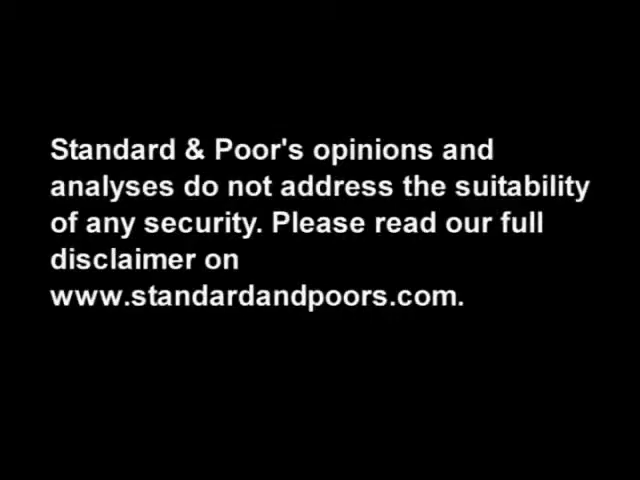 Standard & Poor's opinions and
analyses do not address the suitability
of any security. Please read our full
disclaimer on
www.standardandpoors.com.